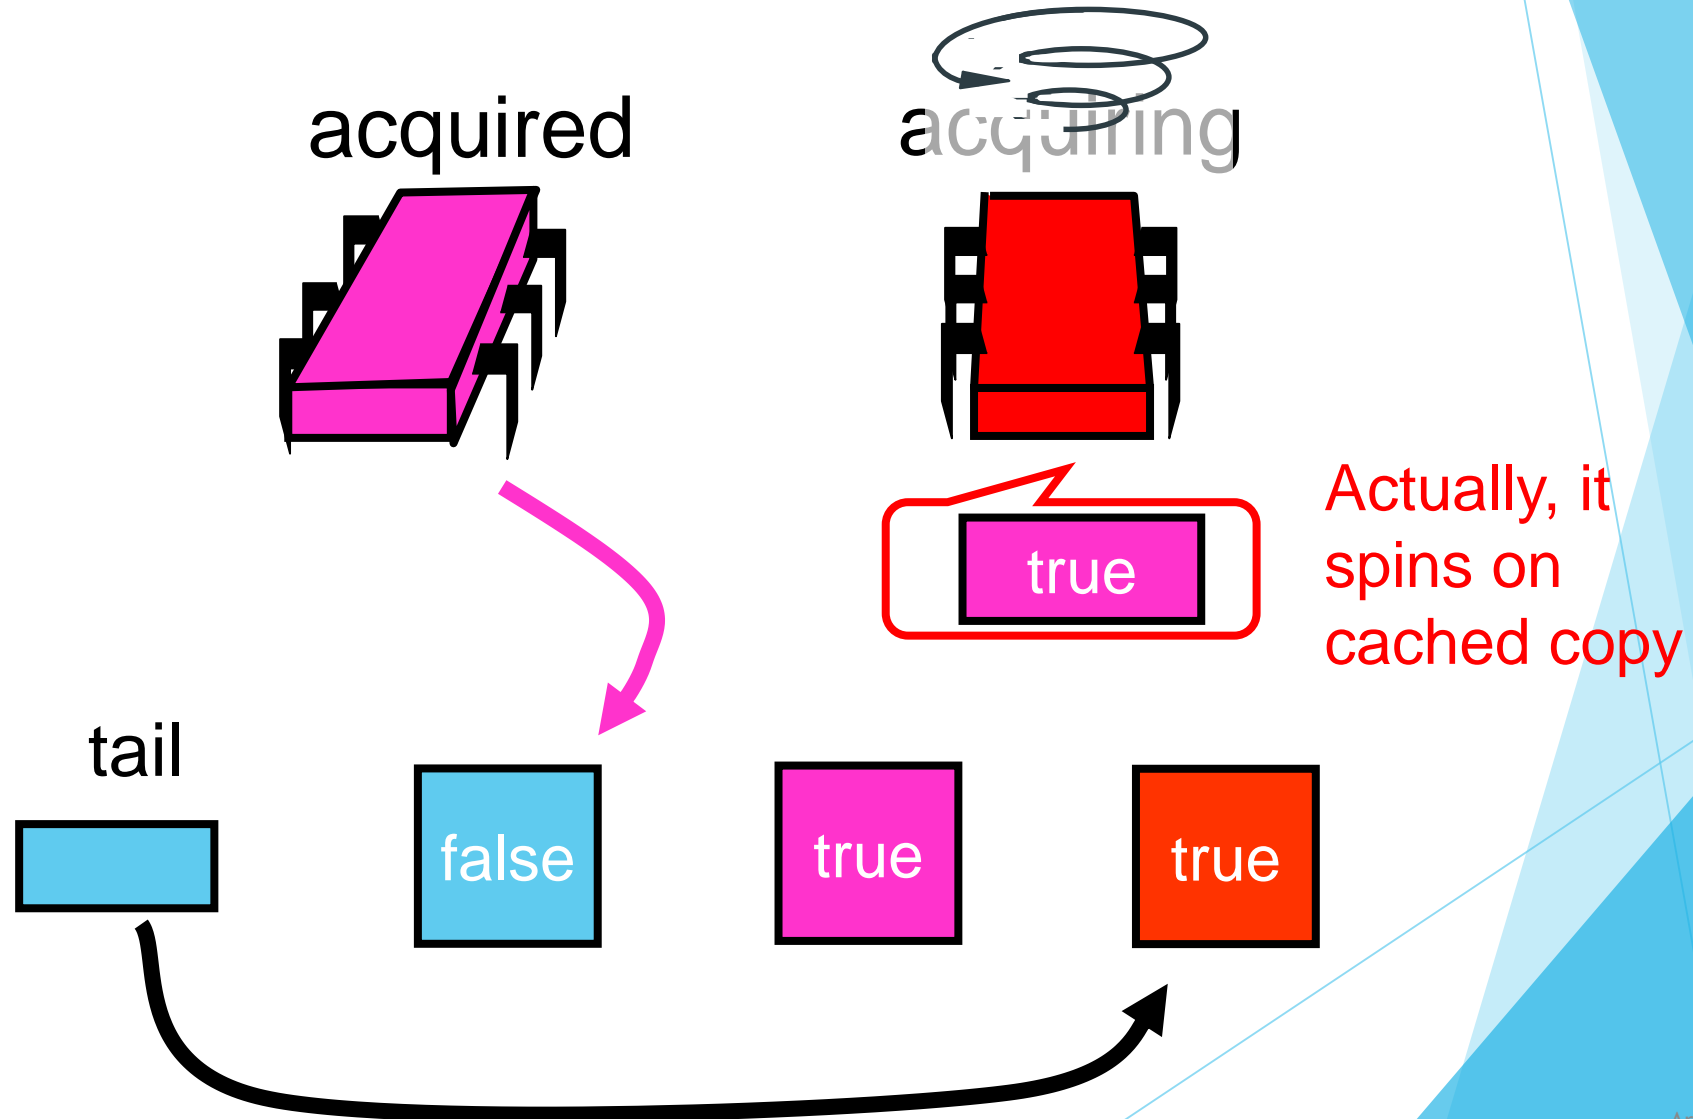 acquired
acquiring
true
Actually, it
spins on
cached copy
tail
false
true
true